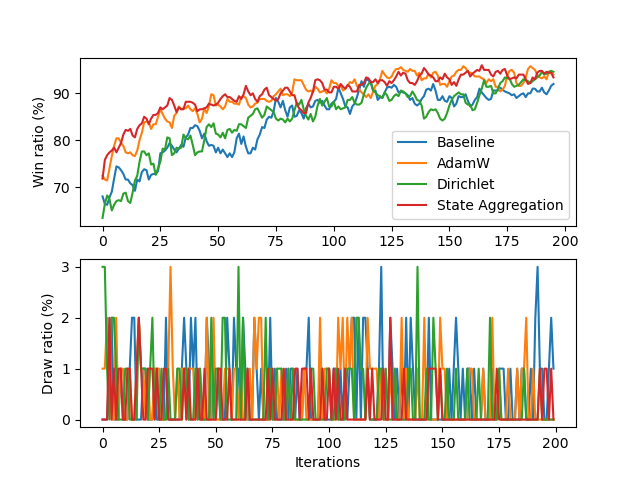 Win ratio (%)
90
80
70
Baseline
AdamW
Dirichlet
State Aggregation
0 25 50 75 100 125 150 175 200
Draw ratio (%)
3
2
1
0
0 25 50 75 100 125 150 175 200
Iterations